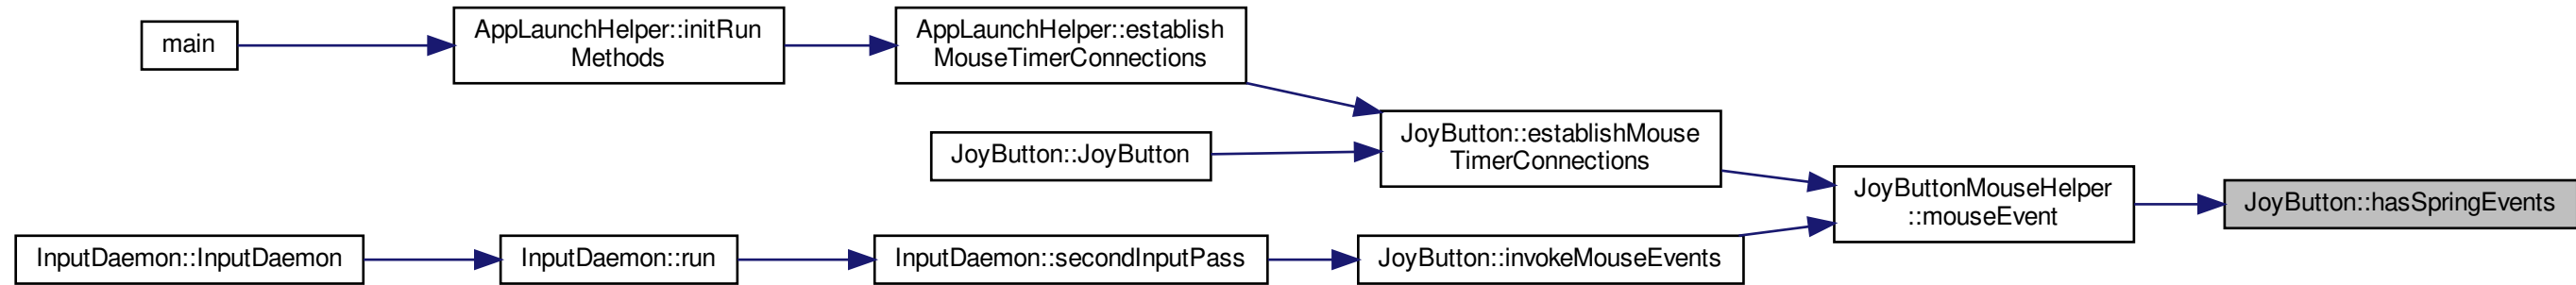 main
AppLaunchHelper::initRun
Methods
AppLaunchHelper::establish
MouseTimerConnections
JoyButton::JoyButton
JoyButton::establishMouse
TimerConnections
JoyButtonMouseHelper
::mouseEvent
JoyButton::hasSpringEvents
InputDaemon::InputDaemon
InputDaemon::run
InputDaemon::secondInputPass
JoyButton::invokeMouseEvents